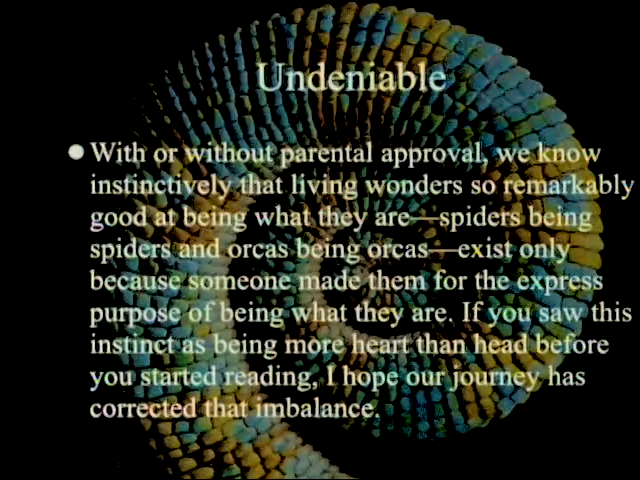 Undeniable
With or without parental approval, we know
instinctively that living wonders so remarkably
good at being what they are—spiders being
spiders and orcas being orcas—exist only
because someone made them for the express
purpose of being what they are. If you saw this
instinct as being more heart than head before
you started reading, I hope our journey has
corrected that imbalance.